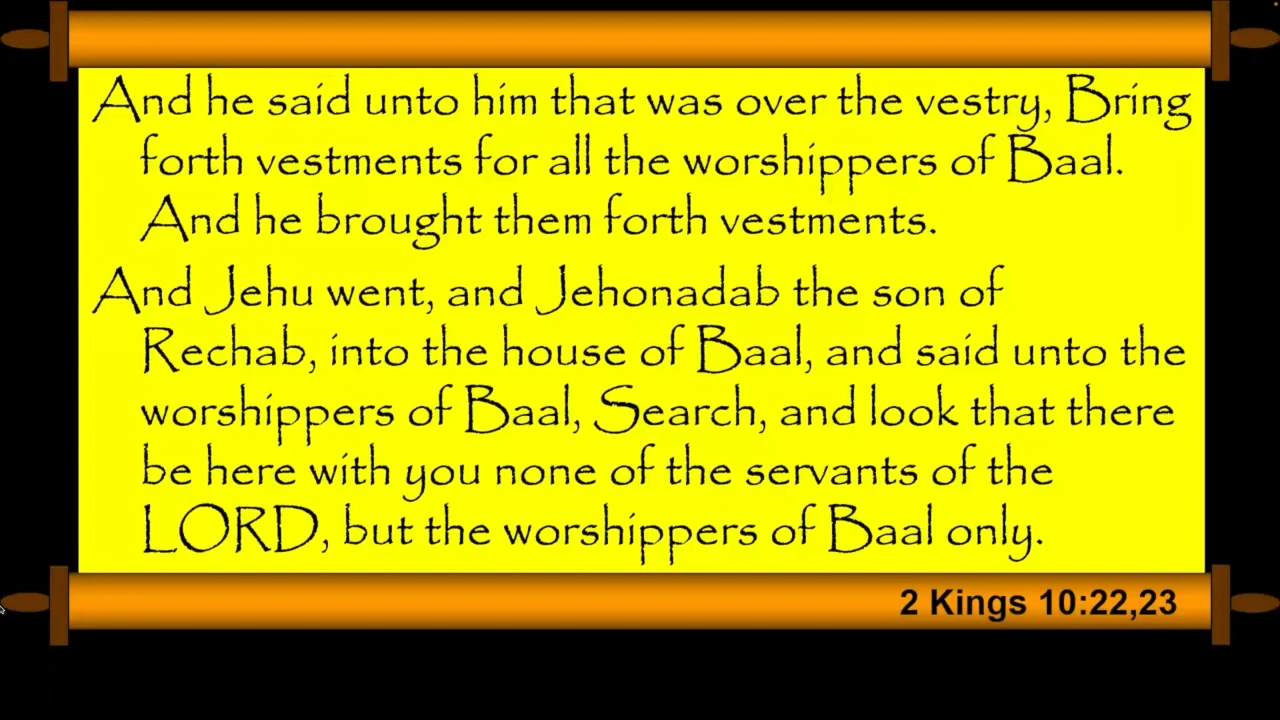 And he said unto him that was over the vestry, Bring
forth vestments for all the worshippers of Baal.
And he brought them forth vestments.
And Jehu went, and Jehonadab the son of
Rechab, into the house of Baal, and said unto the
worshippers of Baal, Search, and look that there
be here with you none of the servants of the
LORD, but the worshippers of Baal only.
2 Kings 10:22,23